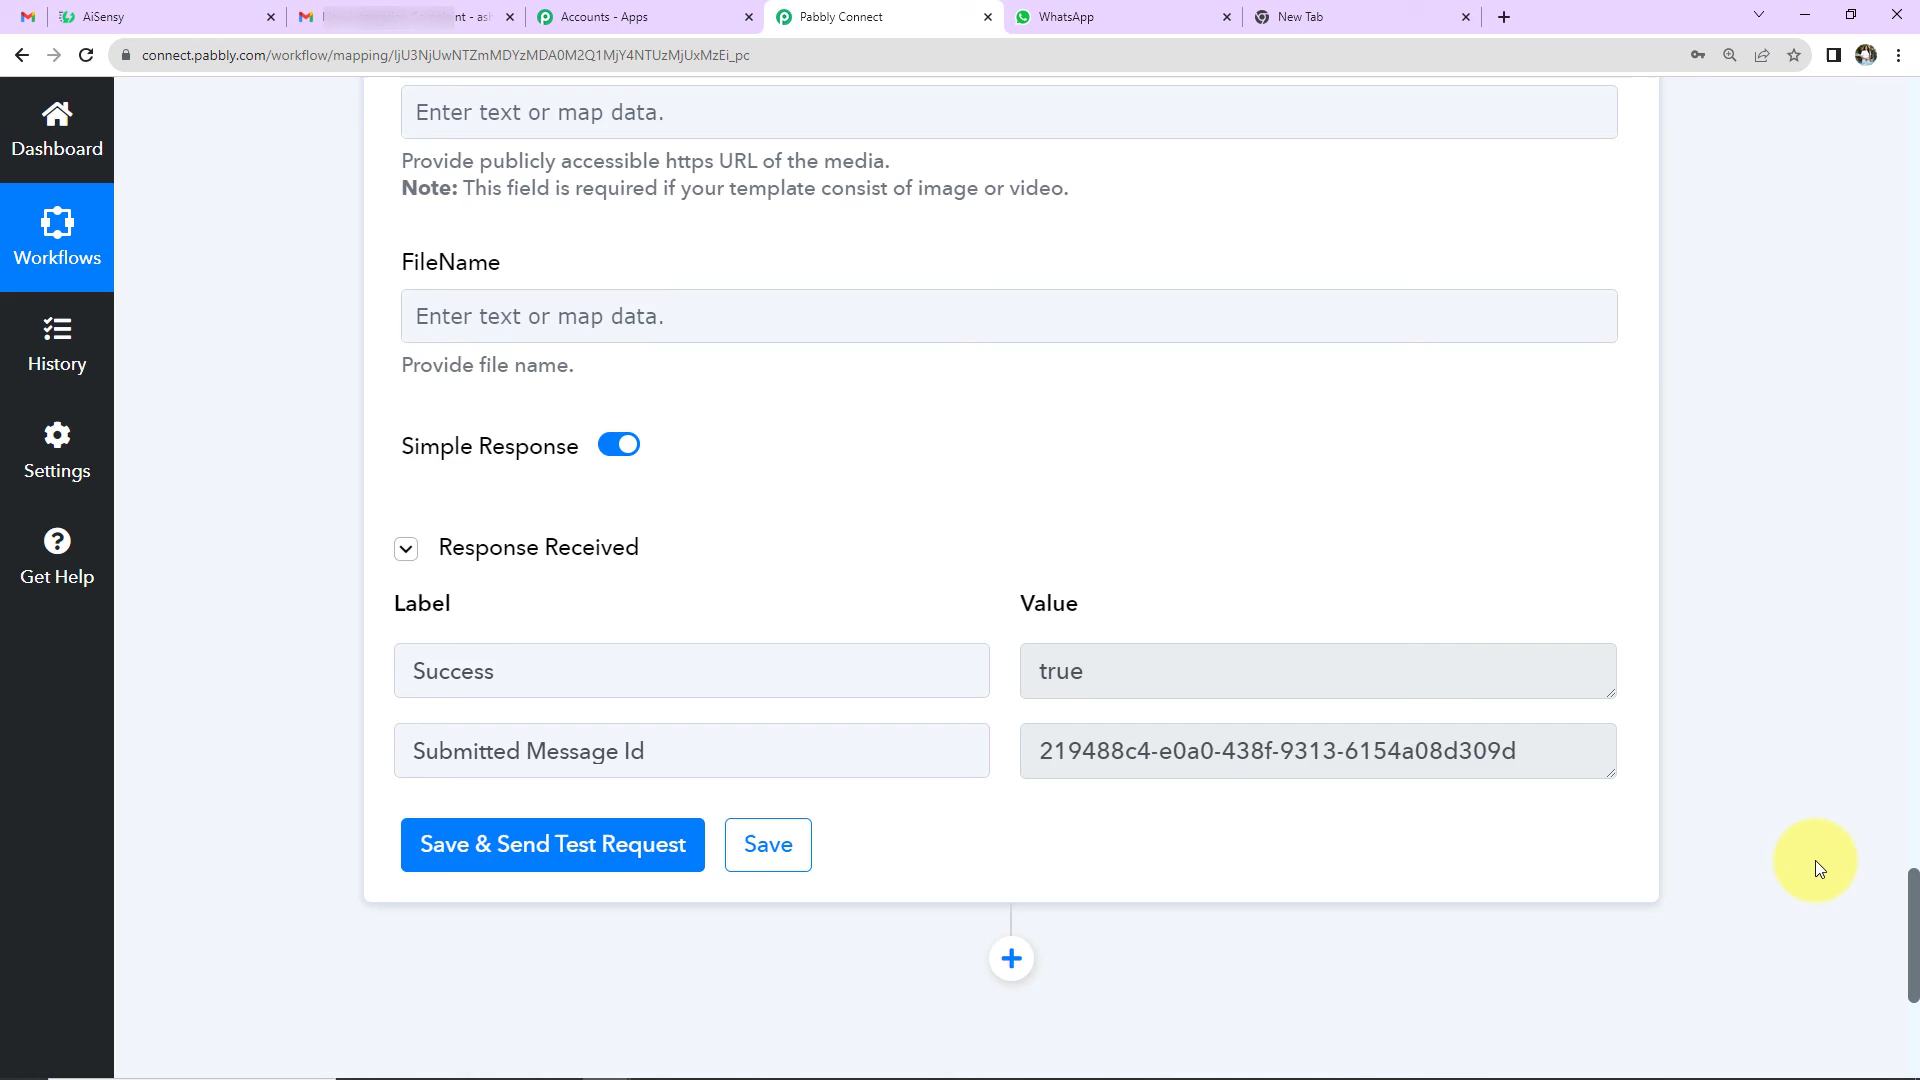 AiSensy
nt - asl
Accounts - Apps
Pabbly Connect
WhatsApp
New Tab
connect.pabbly.com/workflow/mapping/IjU3NjUwNTZmMDYzMDA0M2Q1MjY4NTUzMjUxMzEi_pc
Dashboard
Workflows
History
Settings
Get Help
Enter text or map data.
Provide publicly accessible https URL of the media.
Note: This field is required if your template consist of image or video.
FileName
Enter text or map data.
Provide file name.
Simple Response
Response Received
Label Value
Success true
Submitted Message Id 219488c4-e0a0-438f-9313-6154a08d309d
Save & Send Test Request Save